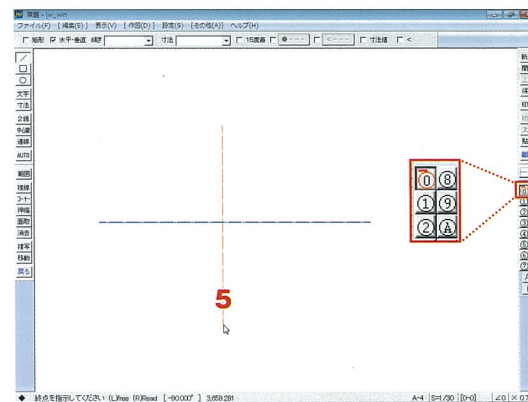 無題 - jw_win
ファイル(F) [編集(E)] 表示(V) [作図(D)] 設定(S) [その他(A)] ヘルプ(H)
矩形 水平・垂直 傾き 寸法 15度毎 ●--- <--- 寸法値 <
文字
寸法
2線
中心線
連線
AUTO
範囲
複線
コーナー
伸縮
面取
消去
複写
移動
戻る
0 8
1 9
2 A
5
終点を指示してください (L)free (R)Read [-90.000°] 3,659.281
A-4 S=1/30 [0-0] ∠0